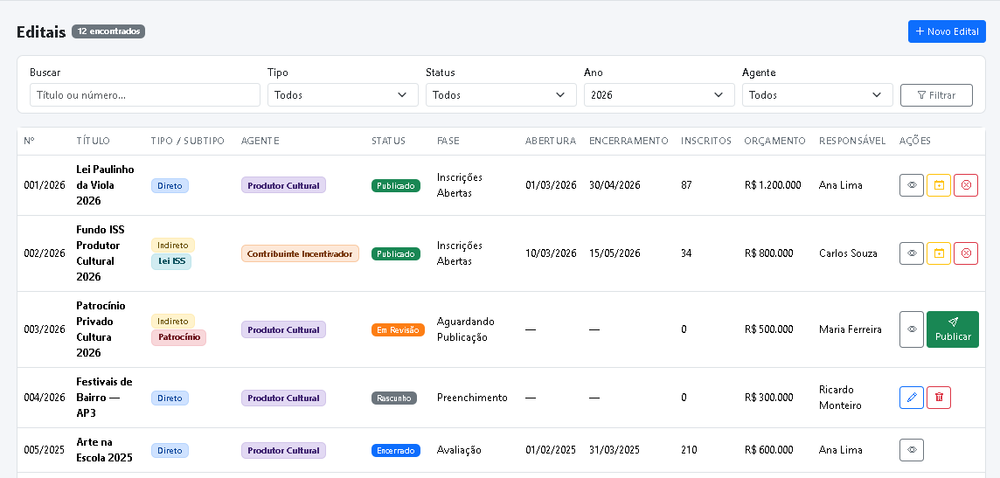 Editais 12 encontrados
+ Novo Edital
Buscar Tipo Status Ano Agente
Título ou número... Todos Todos 2026 Todos Filtrar
Nº TÍTULO TIPO / SUBTIPO AGENTE STATUS FASE ABERTURA ENCERRAMENTO INSCRITOS ORÇAMENTO RESPONSÁVEL AÇÕES
Lei Paulinho
da Viola
2026
001/2026 Direto Produtor Cultural Publicado
Inscrições
Abertas
01/03/2026 30/04/2026 87 R$ 1.200.000 Ana Lima
Fundo ISS
Produtor
Cultural
2026
002/2026
Indireto
Lei ISS
Contribuinte Incentivador Publicado
Inscrições
Abertas
10/03/2026 15/05/2026 34 R$ 800.000 Carlos Souza
Patrocínio
Privado
Cultura
2026
003/2026
Indireto
Patrocínio
Produtor Cultural Em Revisão
Aguardando
Publicação
— — 0 R$ 500.000 Maria Ferreira
Publicar
Festivais de
Bairro —
AP3
004/2026 Direto Produtor Cultural Rascunho Preenchimento — — 0 R$ 300.000
Ricardo
Monteiro
Arte na
Escola 2025
005/2025 Direto Produtor Cultural Encerrado Avaliação 01/02/2025 31/03/2025 210 R$ 600.000 Ana Lima